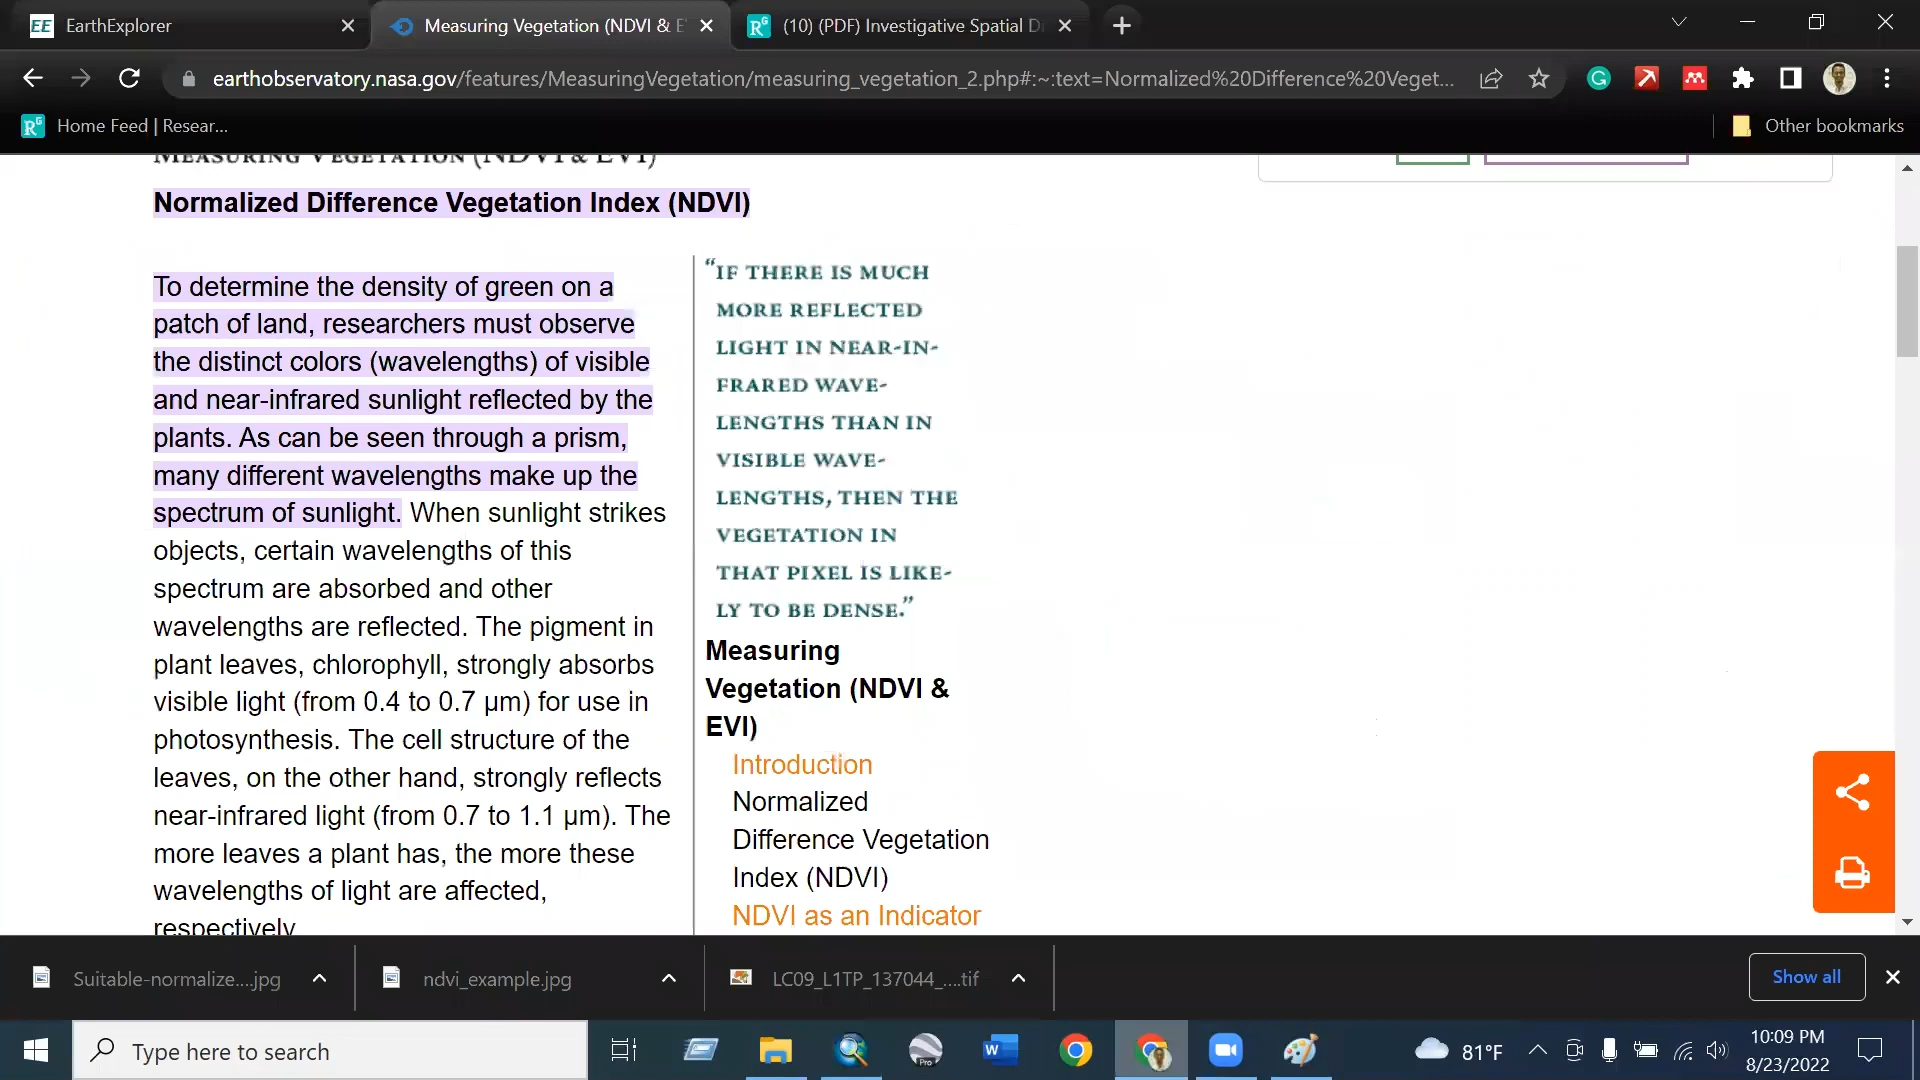 EarthExplorer
Measuring Vegetation (NDVI & E
(10) (PDF) Investigative Spatial D
earthobservatory.nasa.gov/features/MeasuringVegetation/measuring_vegetation_2.php#:~:text=Normalized%20Difference%20Veget...
Home Feed | Resear...
Other bookmarks
MEASURING VEGETATION (NDVI & EVI)
Normalized Difference Vegetation Index (NDVI)
To determine the density of green on a
patch of land, researchers must observe
the distinct colors (wavelengths) of visible
and near-infrared sunlight reflected by the
plants. As can be seen through a prism,
many different wavelengths make up the
spectrum of sunlight. When sunlight strikes
objects, certain wavelengths of this
spectrum are absorbed and other
wavelengths are reflected. The pigment in
plant leaves, chlorophyll, strongly absorbs
visible light (from 0.4 to 0.7 µm) for use in
photosynthesis. The cell structure of the
leaves, on the other hand, strongly reflects
near-infrared light (from 0.7 to 1.1 µm). The
more leaves a plant has, the more these
wavelengths of light are affected,
respectively
“IF THERE IS MUCH
MORE REFLECTED
LIGHT IN NEAR-IN-
FRARED WAVE-
LENGTHS THAN IN
VISIBLE WAVE-
LENGTHS, THEN THE
VEGETATION IN
THAT PIXEL IS LIKE-
LY TO BE DENSE.”
Measuring
Vegetation (NDVI &
EVI)
Introduction
Normalized
Difference Vegetation
Index (NDVI)
NDVI as an Indicator
Suitable-normalize....jpg
ndvi_example.jpg
LC09_L1TP_137044_....tif
Show all
Type here to search
Pro
W
81°F
10:09 PM
8/23/2022